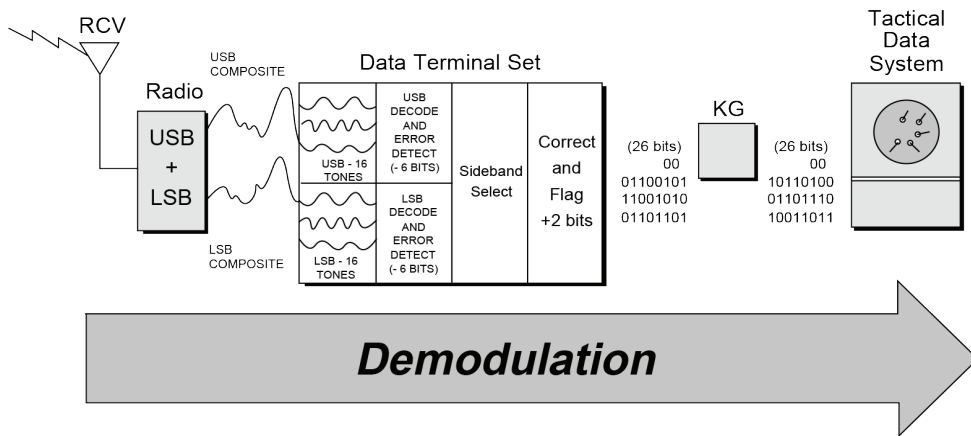 RCV
Radio
USB
+
LSB
USB
COMPOSITE
LSB
COMPOSITE
Data Terminal Set
USB - 16
TONES
LSB - 16
TONES
USB
DECODE
AND
ERROR
DETECT
(- 6 BITS)
LSB
DECODE
AND
ERROR
DETECT
(- 6 BITS)
Sideband
Select
Correct
and
Flag
+2 bits
(26 bits)
00
01100101
11001010
01101101
KG
(26 bits)
00
10110100
01101110
10011011
Tactical
Data
System
Demodulation